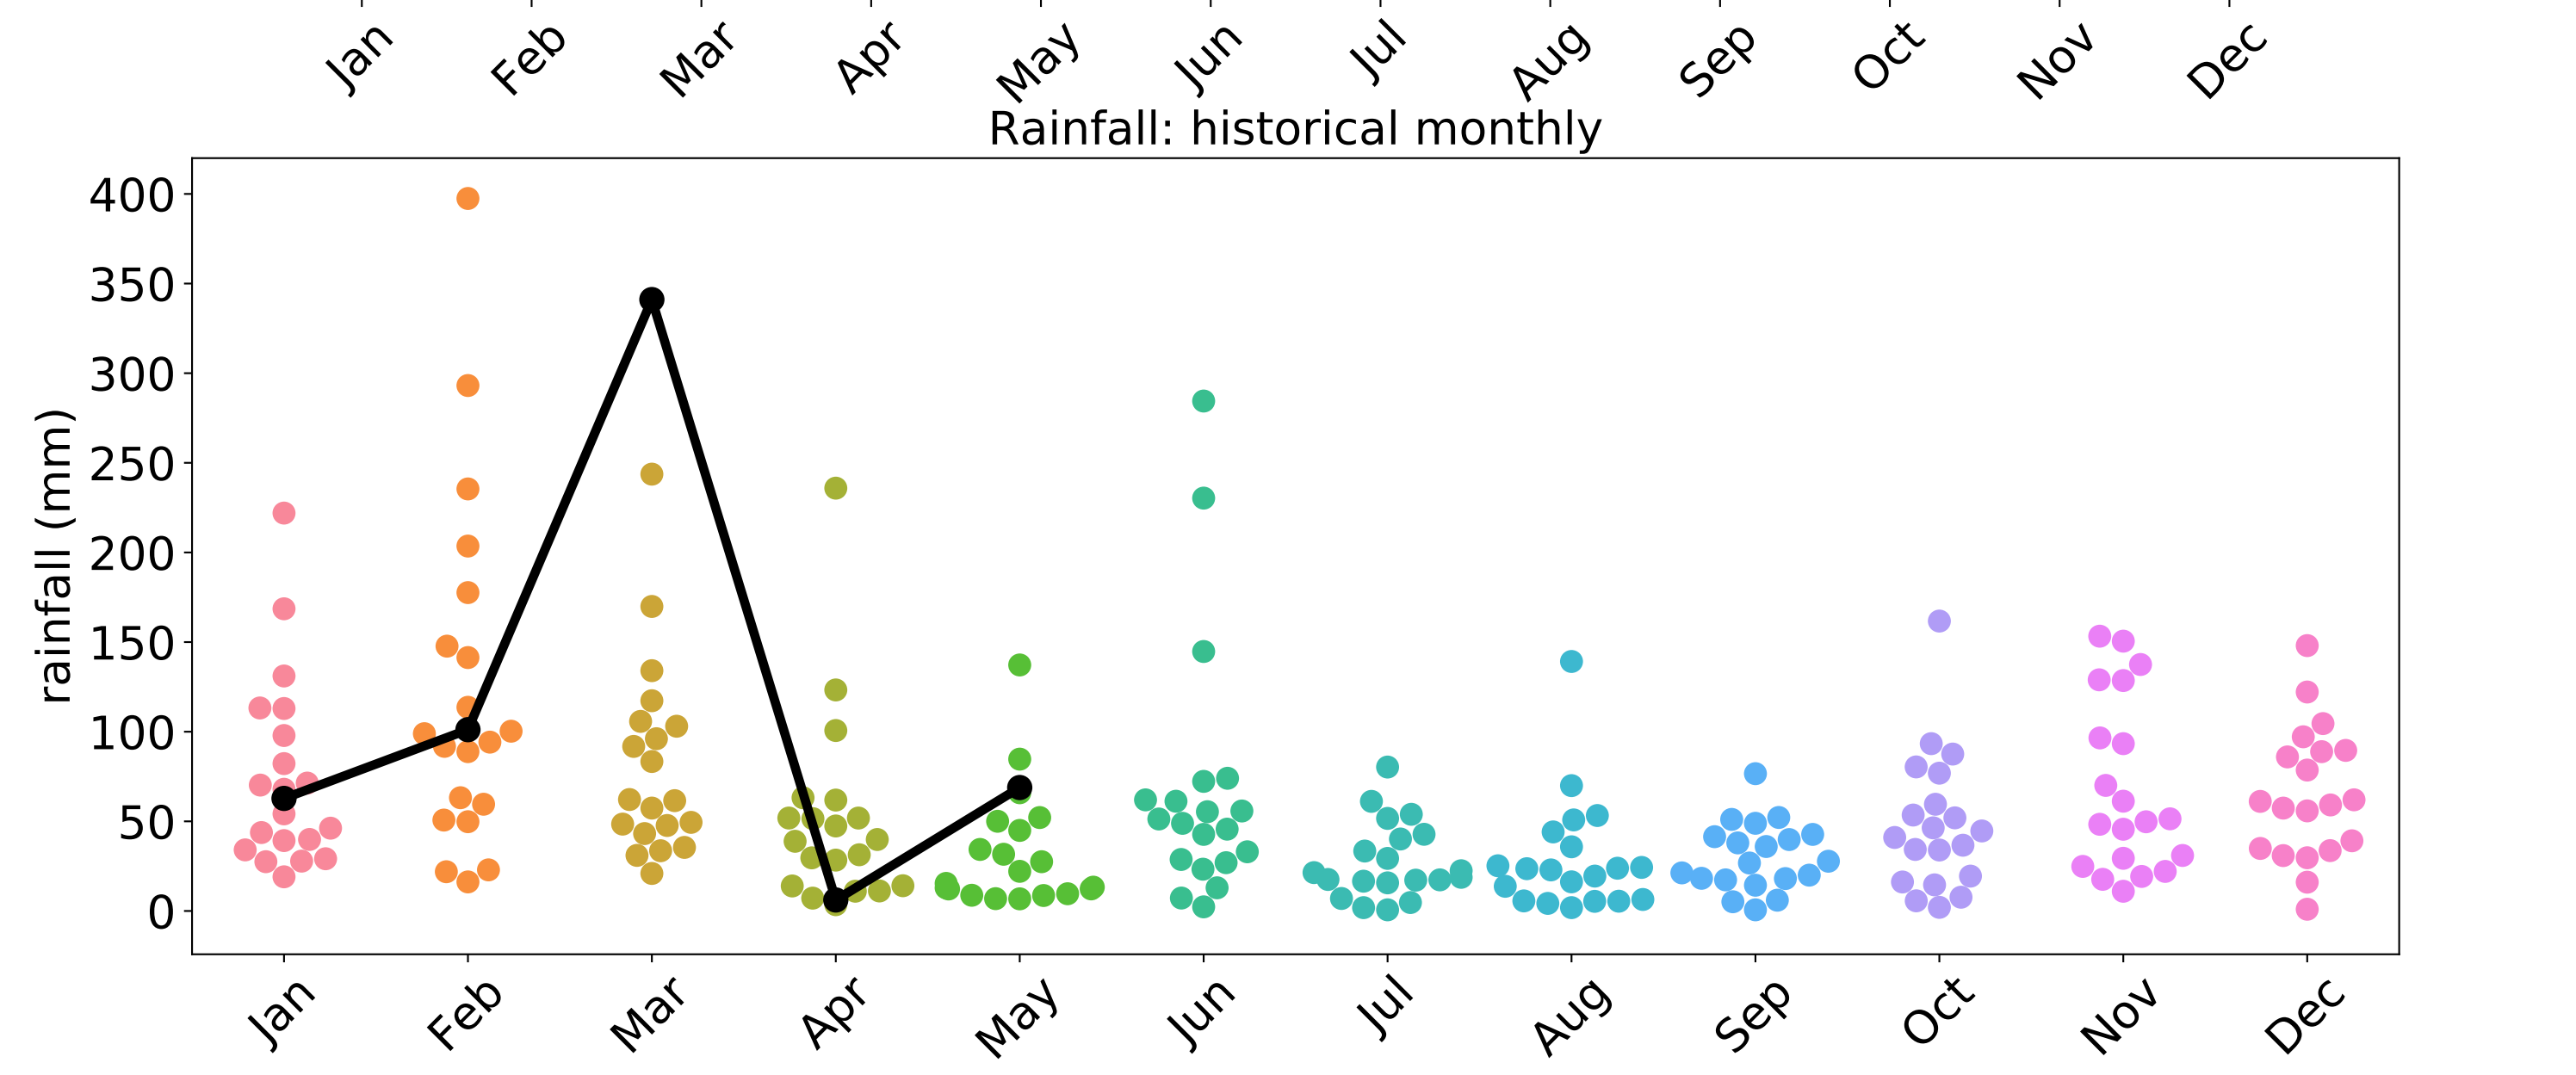 Jan Feb Mar Apr May Jun Jul Aug Sep Oct Nov Dec
Rainfall: historical monthly
rainfall (mm)
400
350
300
250
200
150
100
50
0
Jan Feb Mar Apr May Jun Jul Aug Sep Oct Nov Dec